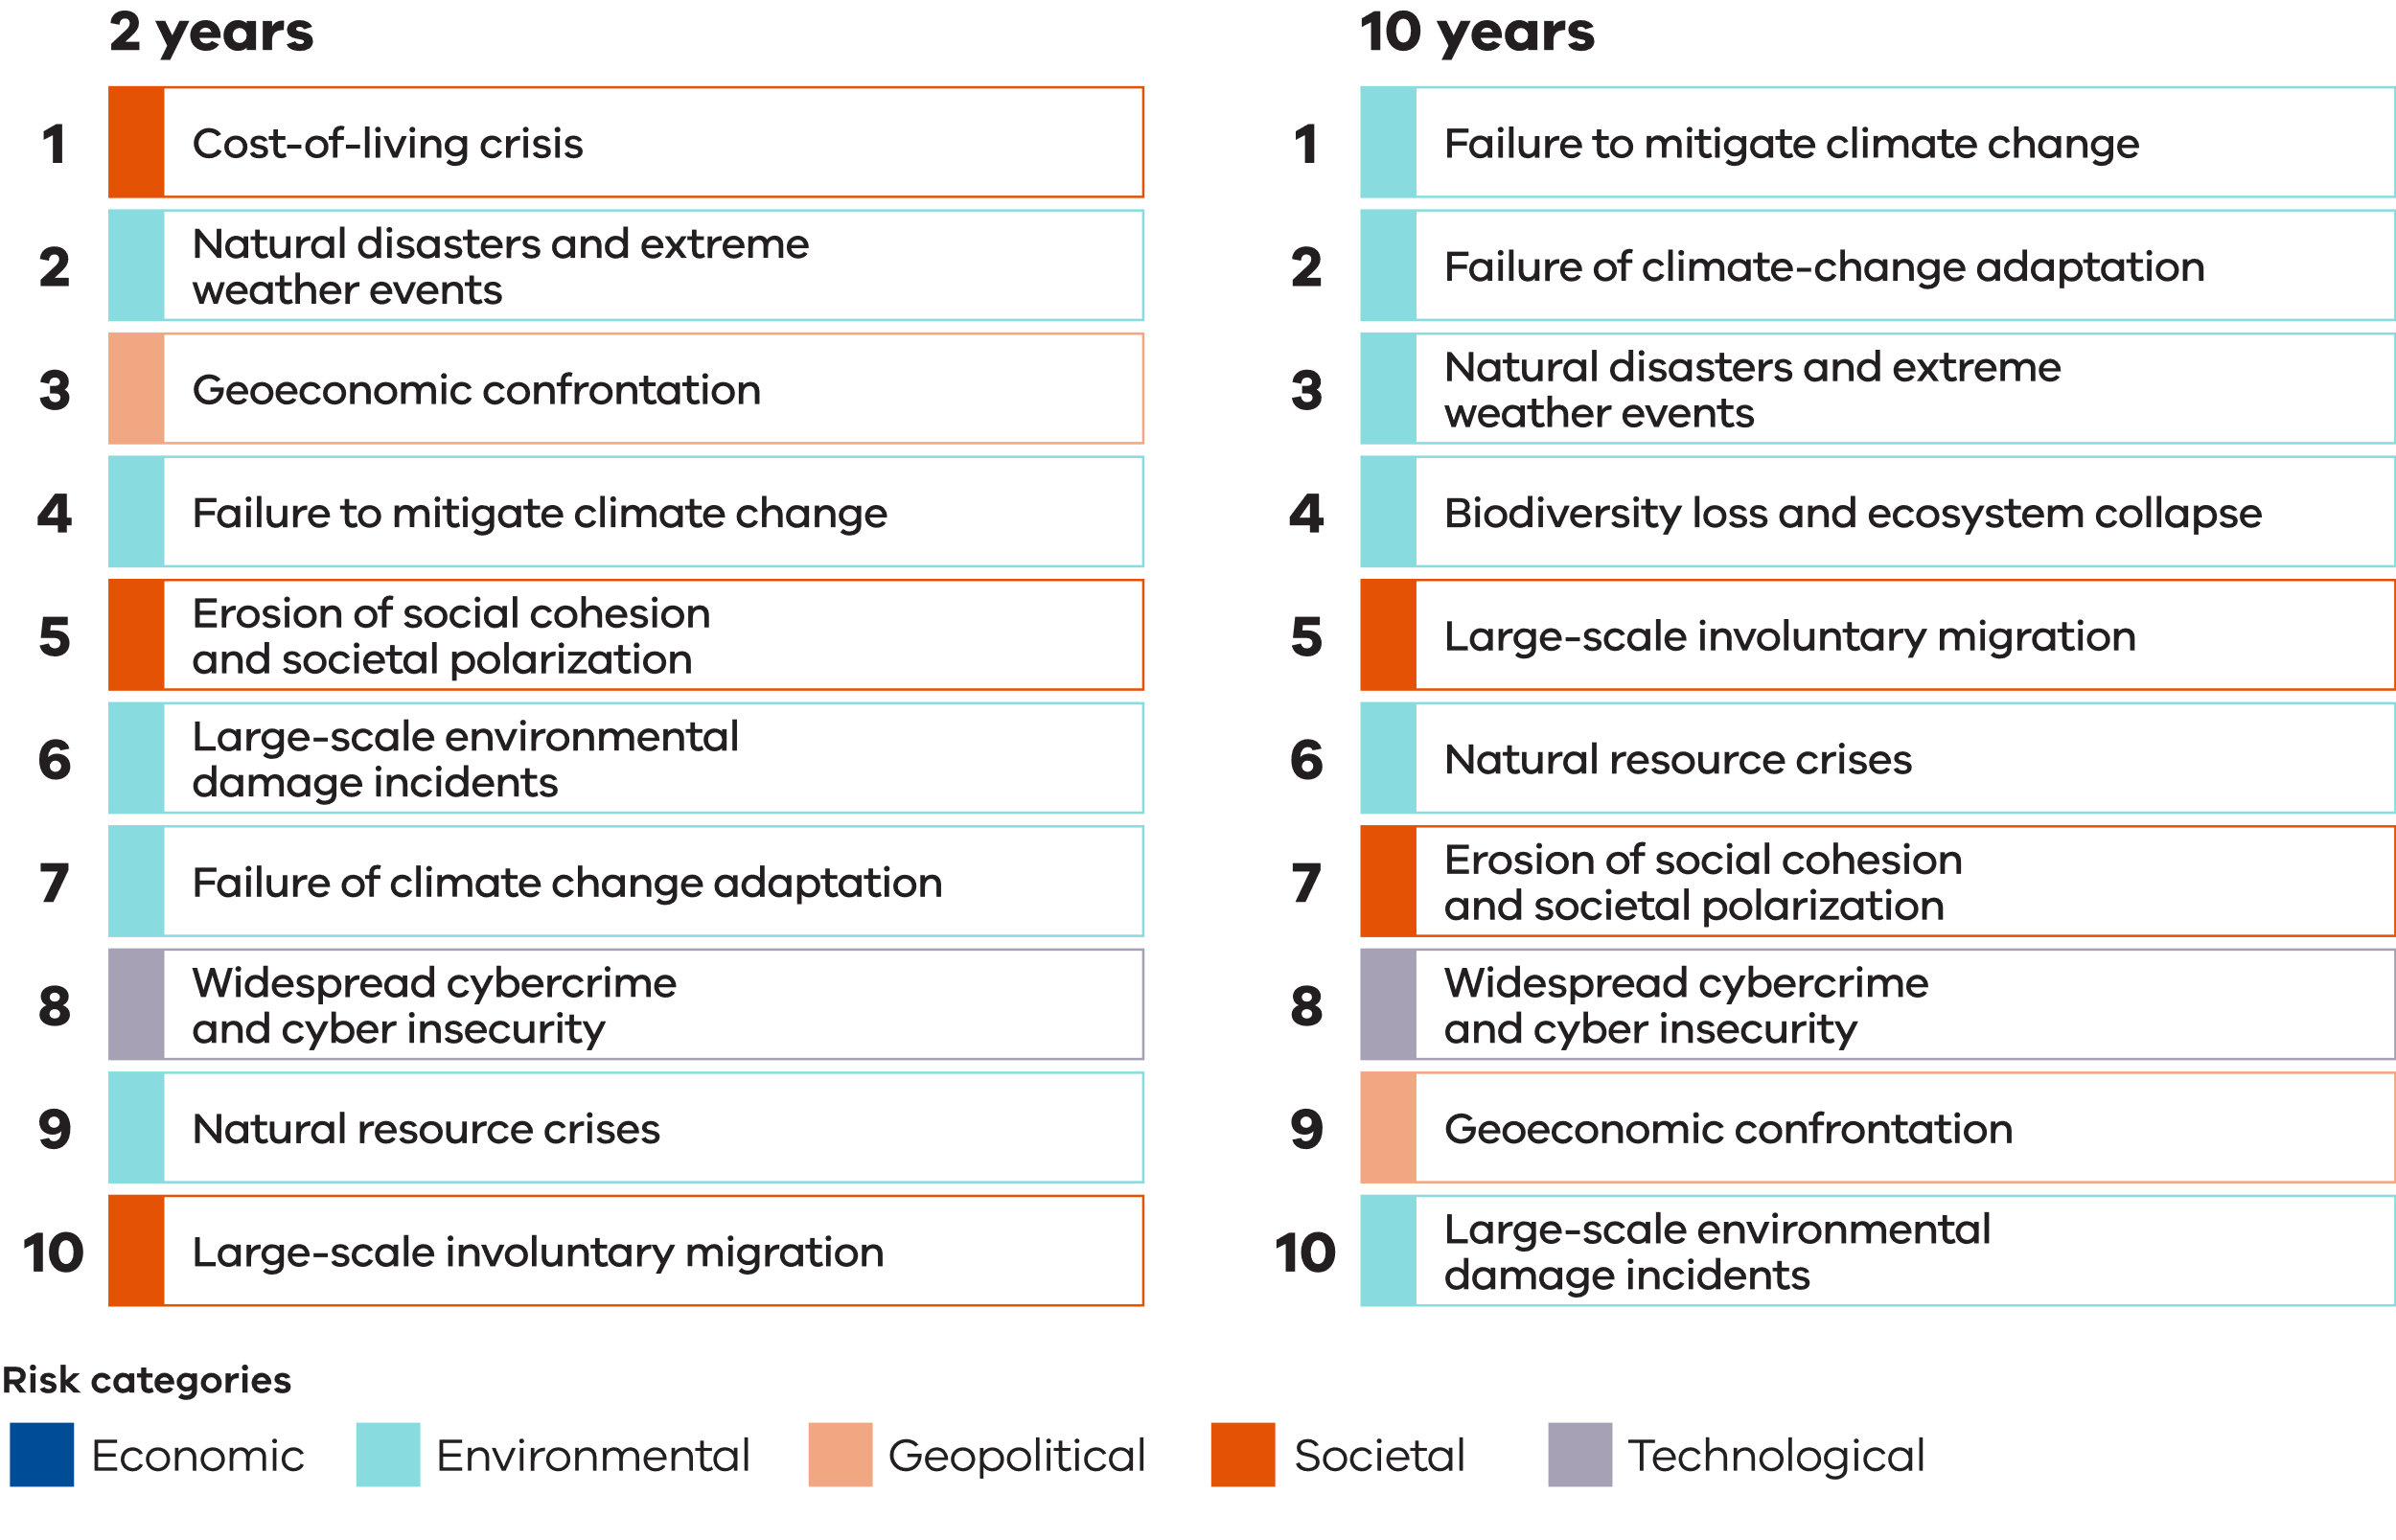 2 years
1
Cost-of-living crisis
2
Natural disasters and extreme
weather events
3
Geoeconomic confrontation
4
Failure to mitigate climate change
5
Erosion of social cohesion
and societal polarization
6
Large-scale environmental
damage incidents
7
Failure of climate change adaptation
8
Widespread cybercrime
and cyber insecurity
9
Natural resource crises
10
Large-scale involuntary migration
10 years
1
Failure to mitigate climate change
2
Failure of climate-change adaptation
3
Natural disasters and extreme
weather events
4
Biodiversity loss and ecosystem collapse
5
Large-scale involuntary migration
6
Natural resource crises
7
Erosion of social cohesion
and societal polarization
8
Widespread cybercrime
and cyber insecurity
9
Geoeconomic confrontation
10
Large-scale environmental
damage incidents
Risk categories
Economic
Environmental
Geopolitical
Societal
Technological